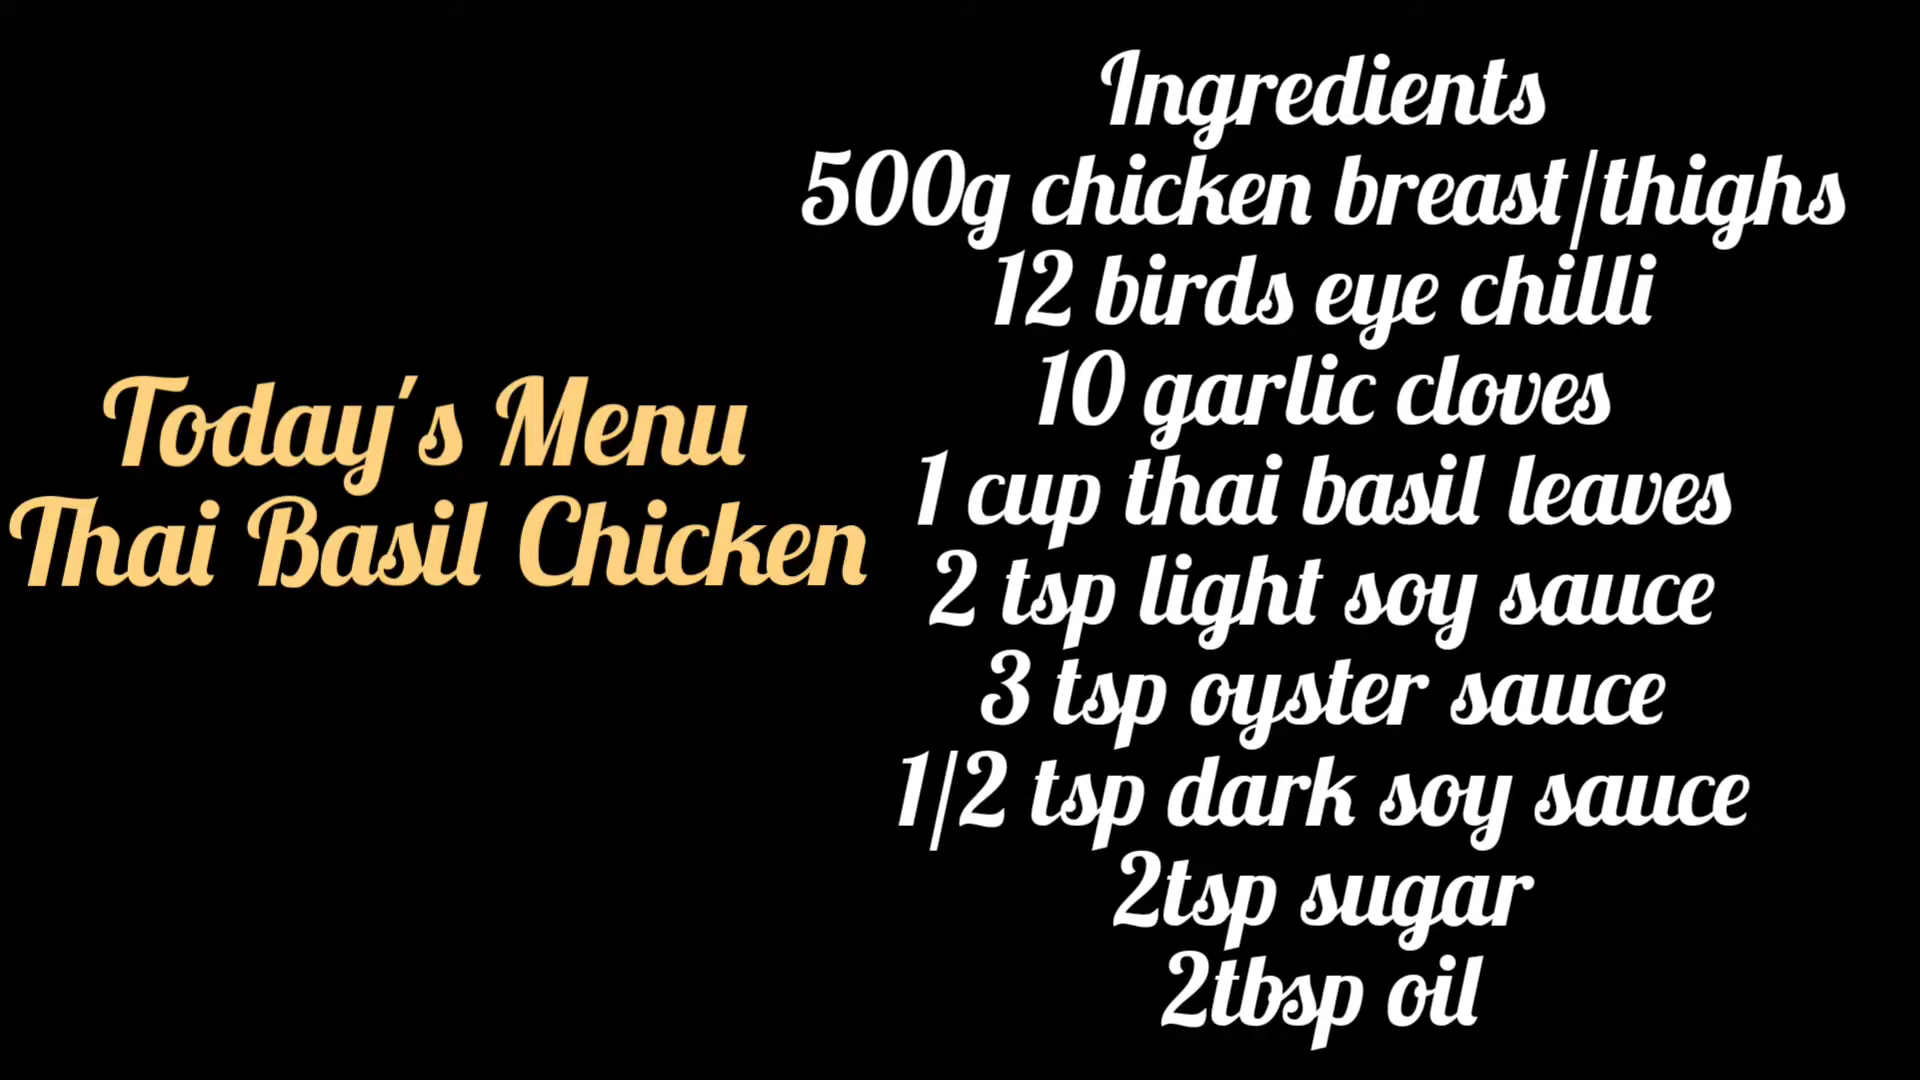 Today's Menu
Thai Basil Chicken
Ingredients
500g chicken breast/thighs
12 birds eye chilli
10 garlic cloves
1 cup thai basil leaves
2 tsp light soy sauce
3 tsp oyster sauce
1/2 tsp dark soy sauce
2tsp sugar
2tbsp oil